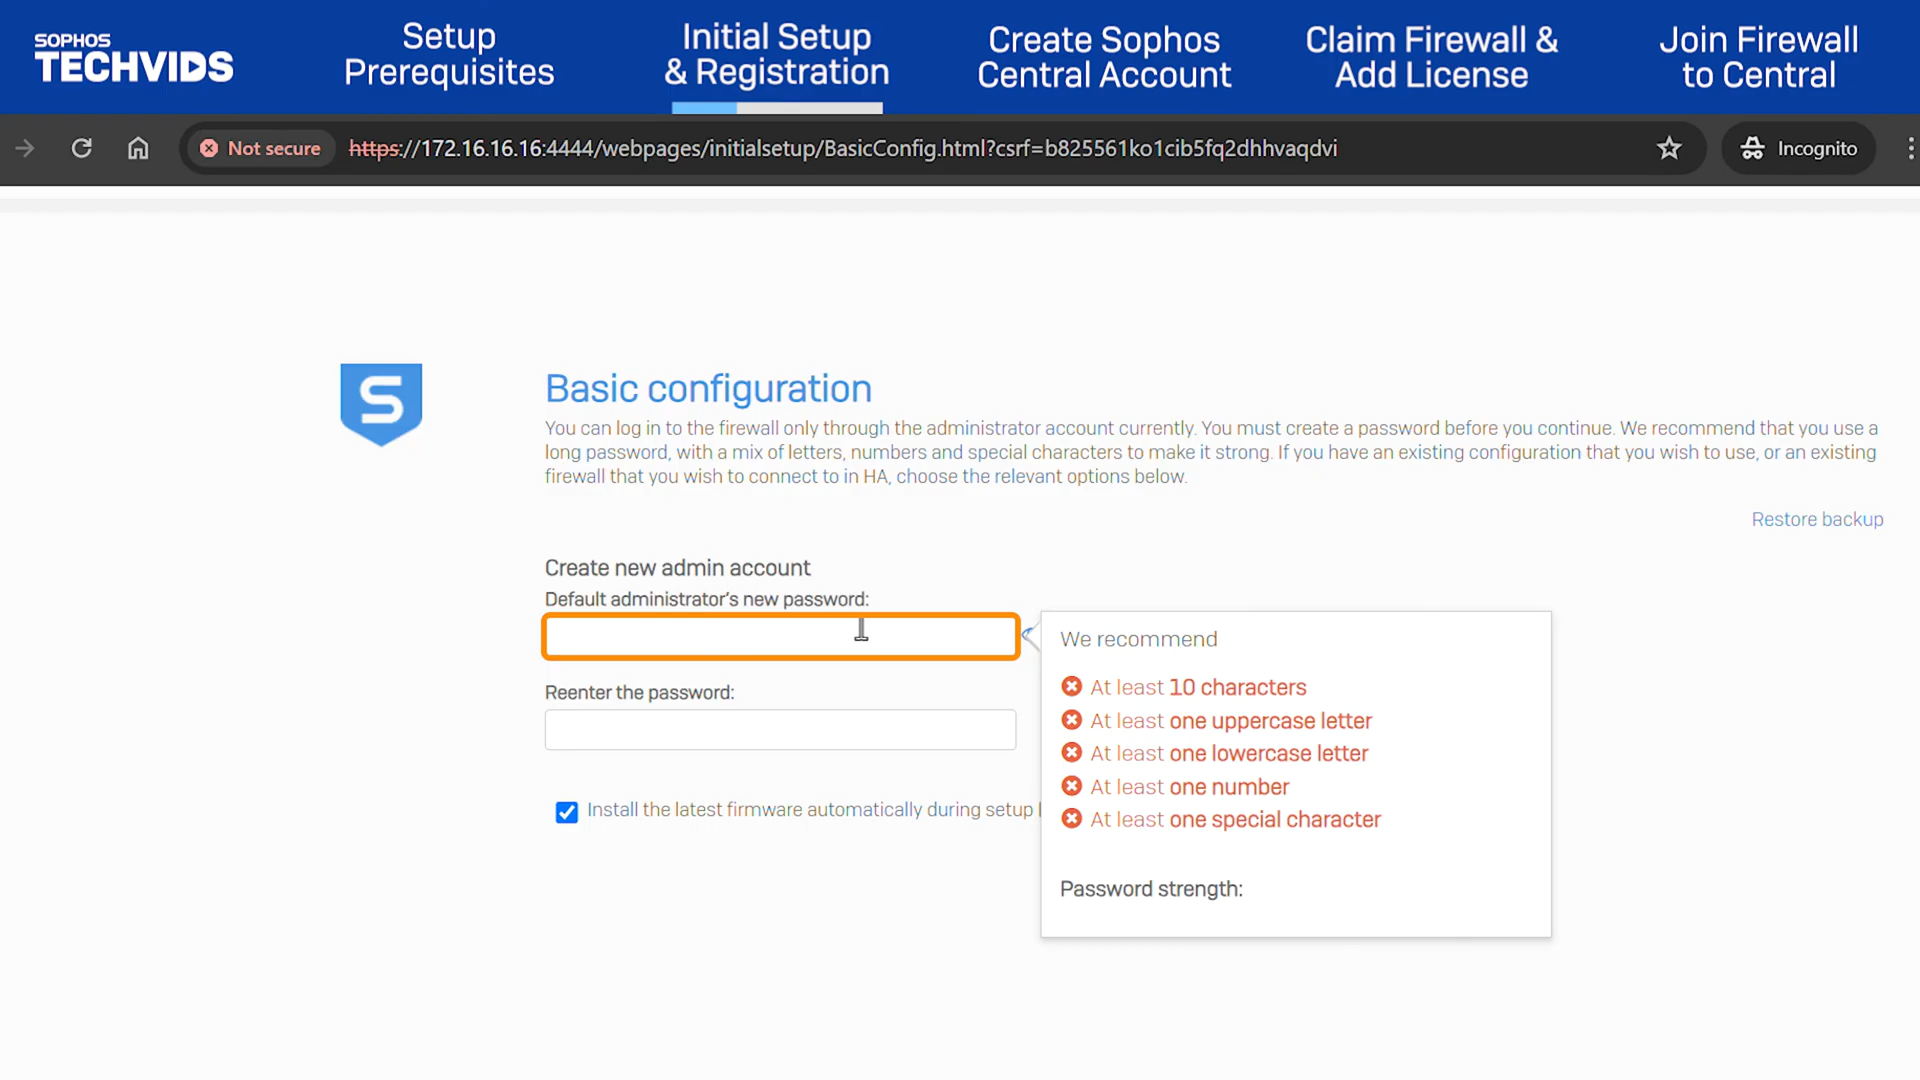 SOPHOS
TECHVIDS
Setup
Prerequisites
Initial Setup
& Registration
Create Sophos
Central Account
Claim Firewall &
Add License
Join Firewall
to Central
Not secure
https://172.16.16.16:4444/webpages/initialsetup/BasicConfig.html?csrf=b825561ko1cib5fq2dhhvaqdvi
Incognito
S
Basic configuration
You can log in to the firewall only through the administrator account currently. You must create a password before you continue. We recommend that you use a
long password, with a mix of letters, numbers and special characters to make it strong. If you have an existing configuration that you wish to use, or an existing
firewall that you wish to connect to in HA, choose the relevant options below.
Restore backup
Create new admin account
Default administrator's new password:
Reenter the password:
Install the latest firmware automatically during setup
We recommend
At least 10 characters
At least one uppercase letter
At least one lowercase letter
At least one number
At least one special character
Password strength: